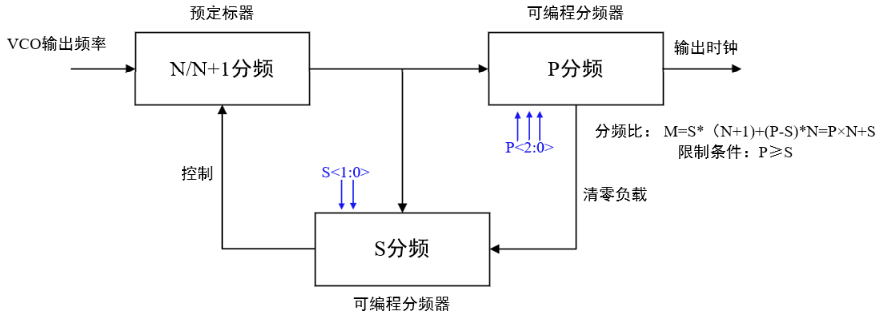 预定标器
可编程分频器
VCO输出频率
N/N+1分频
P分频
输出时钟
P<2:0>
分频比： M=S*（N+1)+(P-S)*N=P×N+S
限制条件：P≥S
控制
S<1:0>
清零负载
S分频
可编程分频器